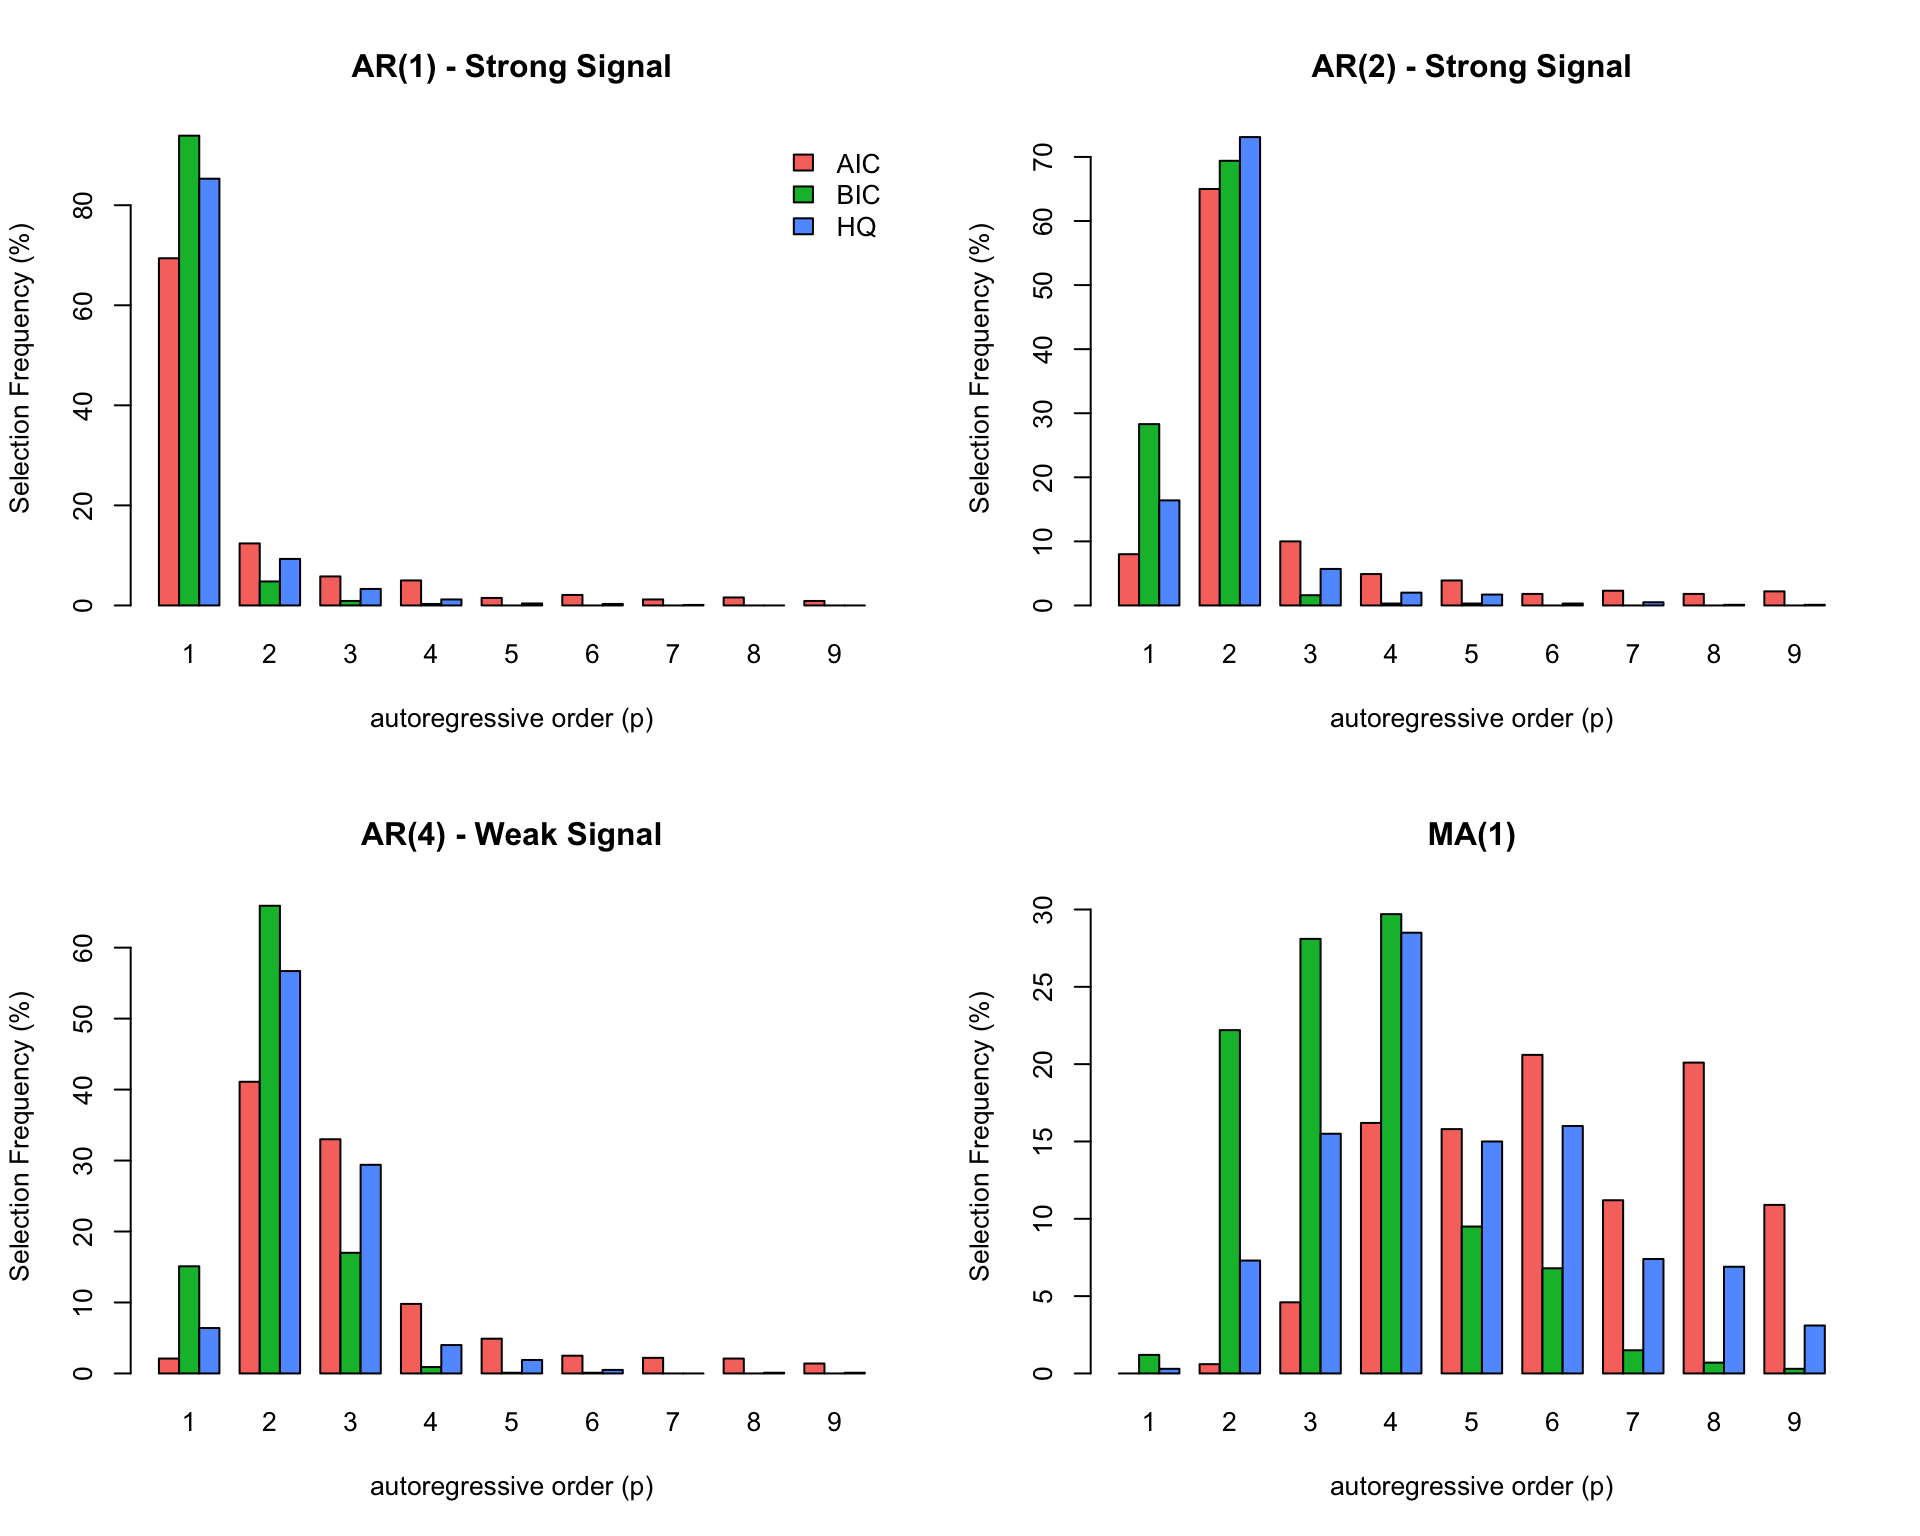 AR(1) - Strong Signal
Selection Frequency (%)
0 20 40 60 80
AIC
BIC
HQ
1 2 3 4 5 6 7 8 9
autoregressive order (p)
AR(2) - Strong Signal
Selection Frequency (%)
0 10 20 30 40 50 60 70
1 2 3 4 5 6 7 8 9
autoregressive order (p)
AR(4) - Weak Signal
Selection Frequency (%)
0 10 20 30 40 50 60
1 2 3 4 5 6 7 8 9
autoregressive order (p)
MA(1)
Selection Frequency (%)
0 5 10 15 20 25 30
1 2 3 4 5 6 7 8 9
autoregressive order (p)